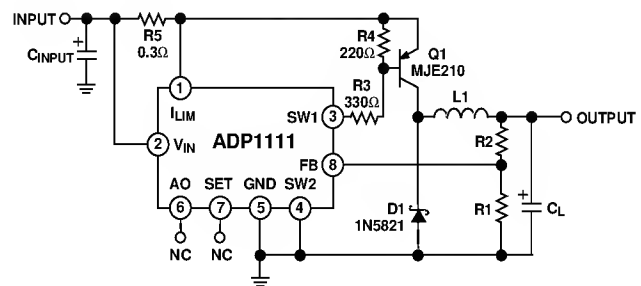 INPUT
R5
0.3Ω
R4
220Ω
Q1
MJE210
CINPUT
+
1
ILIM
R3
330Ω
L1
SW1
3
OUTPUT
2
VIN
ADP1111
R2
FB
8
AO
SET
GND
SW2
6
7
5
4
D1
1N5821
R1
+
CL
NC
NC